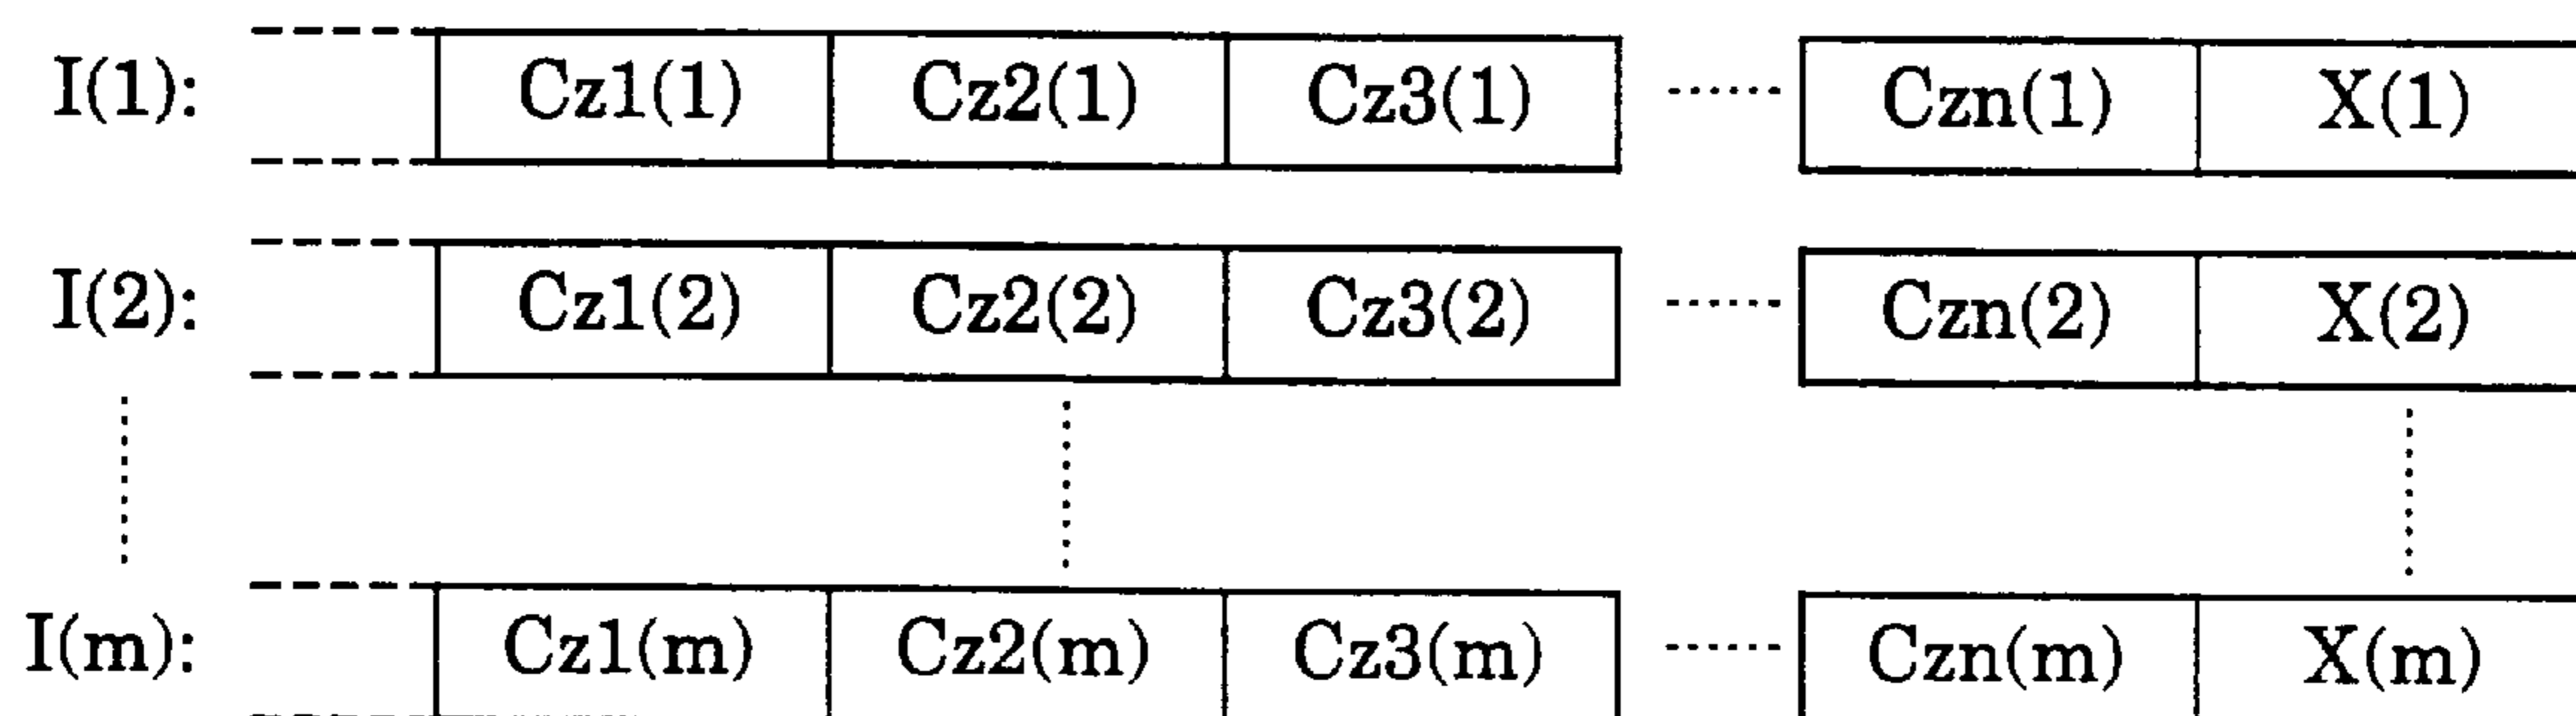 I(1): Cz1(1) Cz2(1) Cz3(1) ...... Czn(1) X(1)
I(2): Cz1(2) Cz2(2) Cz3(2) ...... Czn(2) X(2)
I(m): Cz1(m) Cz2(m) Cz3(m) ...... Czn(m) X(m)